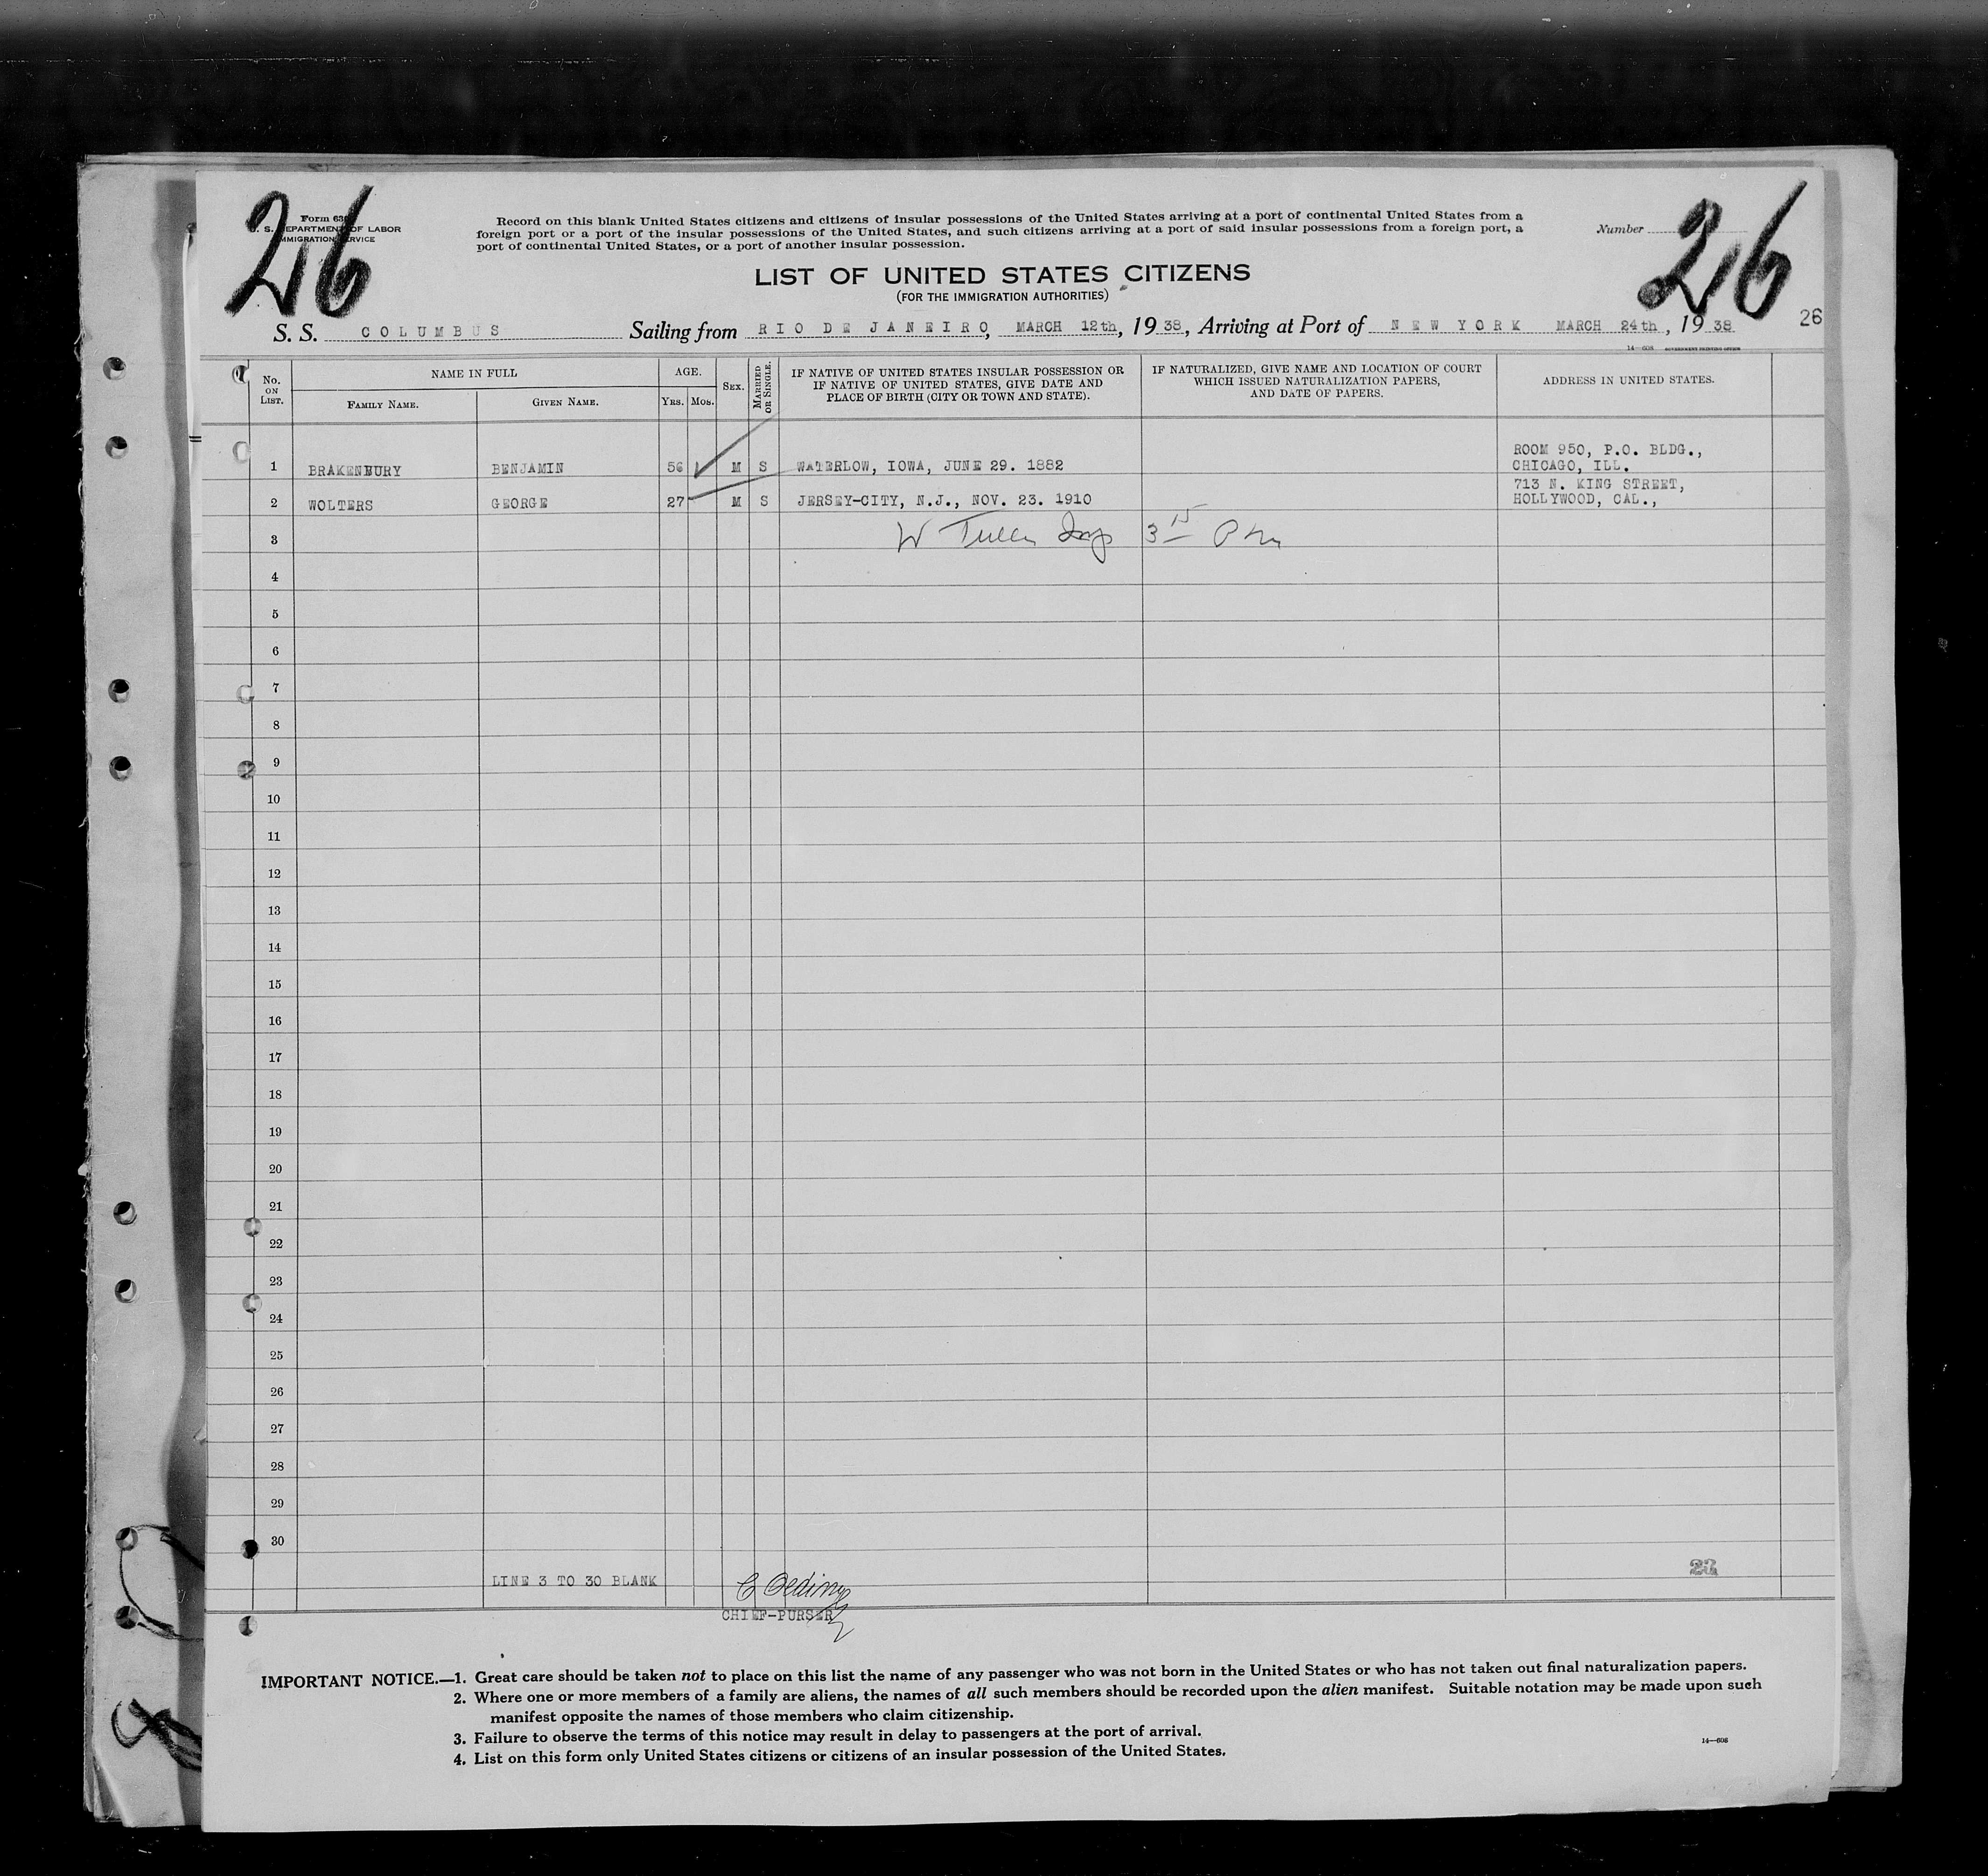 26
26
Form 630
U. S. DEPARTMENT OF LABOR
IMMIGRATION SERVICE
Record on this blank United States citizens and citizens of insular possessions of the United States arriving at a port of continental United States from a
foreign port or a port of the insular possessions of the United States, and such citizens arriving at a port of said insular possessions from a foreign port, a
port of continental United States, or a port of another insular possession.
Number
LIST OF UNITED STATES CITIZENS
(FOR THE IMMIGRATION AUTHORITIES)
S. S. COLUMBUS Sailing from RIO DE JANEIRO, MARCH 12th, 1938, Arriving at Port of NEW YORK MARCH 24th, 1938
26
14—608 GOVERNMENT PRINTING OFFICE
No. ON LIST. NAME IN FULL FAMILY NAME. GIVEN NAME. AGE. YRS. MOS. SEX. MARRIED OR SINGLE. IF NATIVE OF UNITED STATES INSULAR POSSESSION OR IF NATIVE OF UNITED STATES, GIVE DATE AND PLACE OF BIRTH (CITY OR TOWN AND STATE). IF NATURALIZED, GIVE NAME AND LOCATION OF COURT WHICH ISSUED NATURALIZATION PAPERS, AND DATE OF PAPERS. ADDRESS IN UNITED STATES.
1 BRAKENBURY BENJAMIN 56 M S WATERLOW, IOWA, JUNE 29. 1882 ROOM 950, P.O. BLDG., CHICAGO, ILL.
2 WOLTERS GEORGE 27 M S JERSEY-CITY, N.J., NOV. 23. 1910 713 N. KING STREET, HOLLYWOOD, CAL.,
3
4
5
6
7
8
9
10
11
12
13
14
15
16
17
18
19
20
21
22
23
24
25
26
27
28
29
30
LINE 3 TO 30 BLANK
CHIEF-PURSER
IMPORTANT NOTICE.—1. Great care should be taken not to place on this list the name of any passenger who was not born in the United States or who has not taken out final naturalization papers.
2. Where one or more members of a family are aliens, the names of all such members should be recorded upon the alien manifest. Suitable notation may be made upon such
manifest opposite the names of those members who claim citizenship.
3. Failure to observe the terms of this notice may result in delay to passengers at the port of arrival.
4. List on this form only United States citizens or citizens of an insular possession of the United States.
14—608